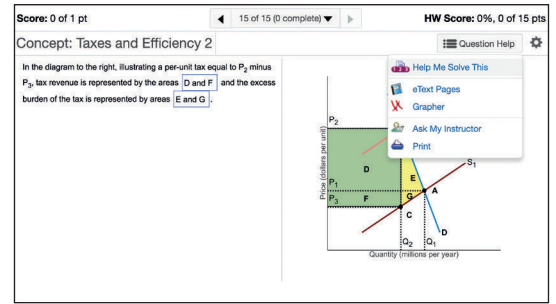 Score: 0 of 1 pt
15 of 15 (0 complete)
HW Score: 0%, 0 of 15 pts
Concept: Taxes and Efficiency 2
Question Help
In the diagram to the right, illustrating a per-unit tax equal to P2 minus
P3, tax revenue is represented by the areas D and F and the excess
burden of the tax is represented by areas E and G .
Help Me Solve This
eText Pages
Grapher
Ask My Instructor
Print
P2
S1
Price (dollars per unit)
D
E
P1
A
P3
F
G
C
D
Q2
Q1
Quantity (millions per year)